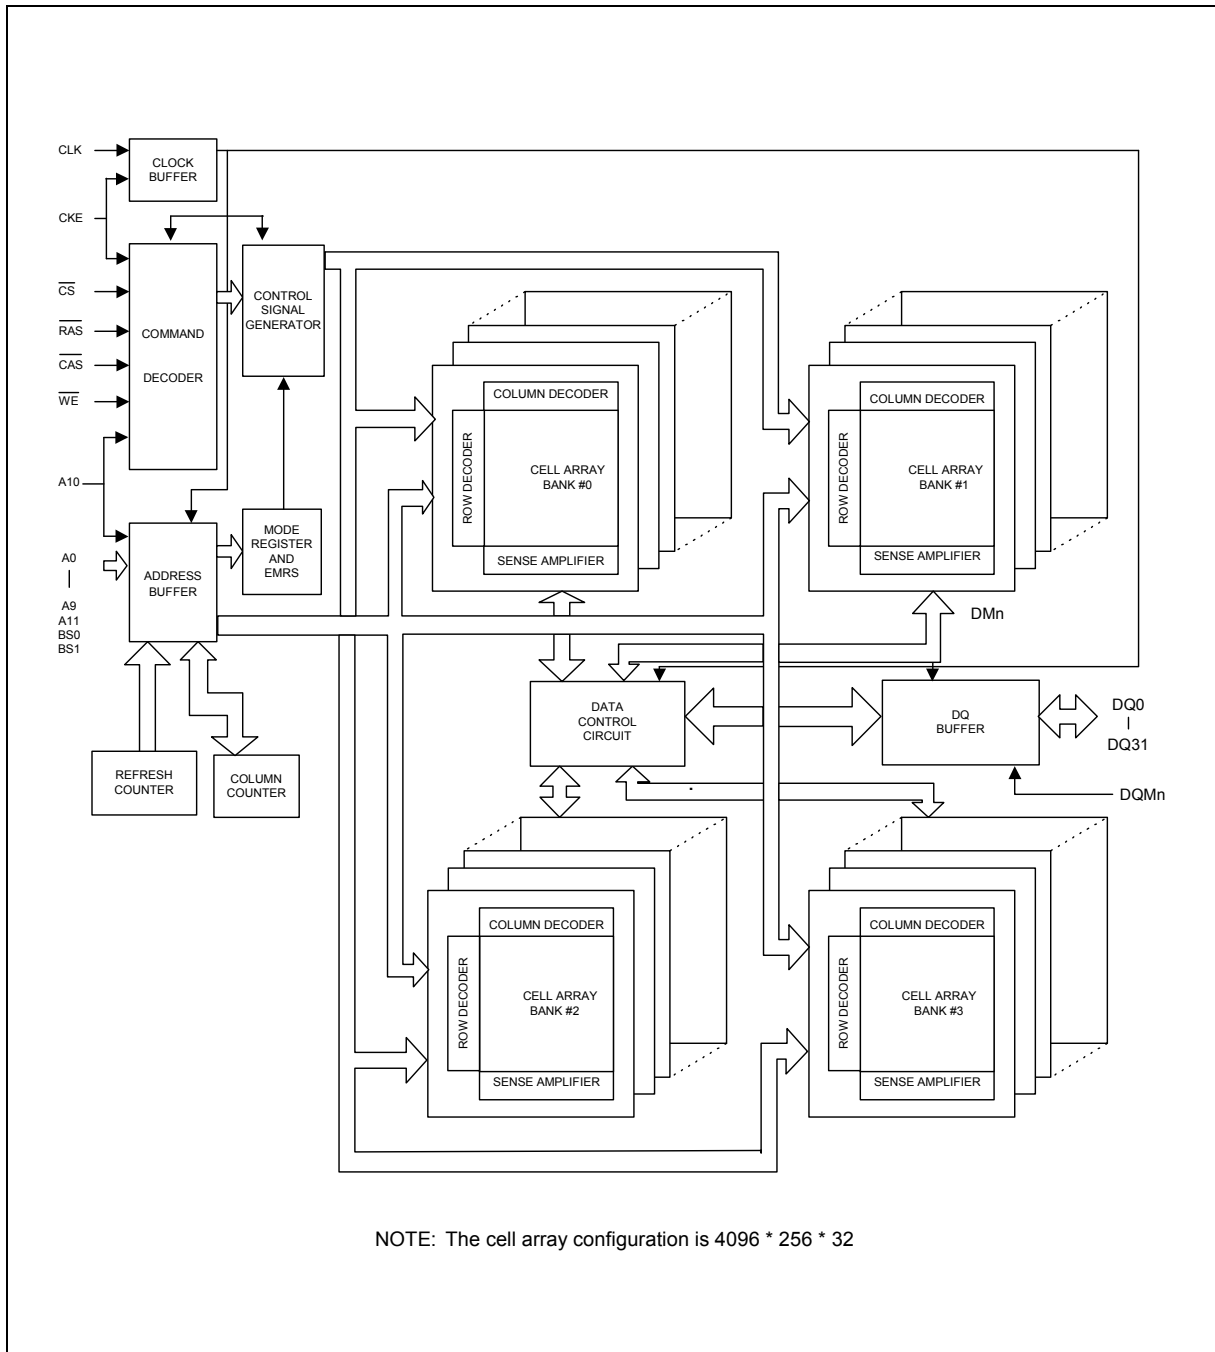 CLK
CLOCK
BUFFER
CKE
CS
RAS
CAS
WE
COMMAND
DECODER
CONTROL
SIGNAL
GENERATOR
A10
A0
A9
A11
BS0
BS1
ADDRESS
BUFFER
MODE
REGISTER
AND
EMRS
REFRESH
COUNTER
COLUMN
COUNTER
COLUMN DECODER
ROW DECODER
CELL ARRAY
BANK #0
SENSE AMPLIFIER
COLUMN DECODER
ROW DECODER
CELL ARRAY
BANK #1
SENSE AMPLIFIER
DMn
DATA
CONTROL
CIRCUIT
DQ
BUFFER
DQ0
DQ31
DQMn
COLUMN DECODER
ROW DECODER
CELL ARRAY
BANK #2
SENSE AMPLIFIER
COLUMN DECODER
ROW DECODER
CELL ARRAY
BANK #3
SENSE AMPLIFIER
NOTE: The cell array configuration is 4096 * 256 * 32